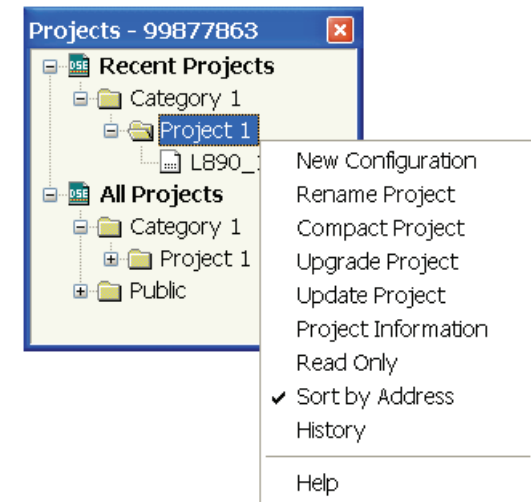 Projects - 99877863
DSE Recent Projects
Category 1
Project 1
L890_
DSE All Projects
Category 1
Project 1
Public
New Configuration
Rename Project
Compact Project
Upgrade Project
Update Project
Project Information
Read Only
Sort by Address
History
Help